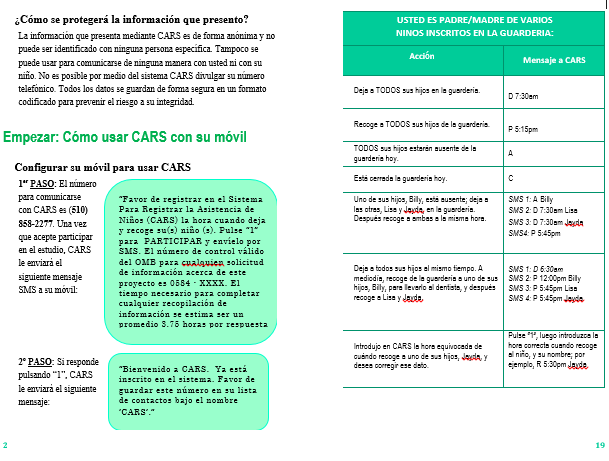 ¿Cómo se protegerá la información que presento?
La información que presenta mediante CARS es de forma anónima y no
puede ser identificado con ninguna persona especifica. Tampoco se
puede usar para comunicarse de ninguna manera con usted ni con su
niño. No es posible por medio del sistema CARS divulgar su número
telefónico. Todos los datos se guardan de forma segura en un formato
codificado para prevenir el riesgo a su integridad.
Empezar: Cómo usar CARS con su móvil
Configurar su móvil para usar CARS
1er PASO: El número
para comunicarse
con CARS es (510)
858-2277. Una vez
que acepte participar
en el estudio, CARS
le enviará el
siguiente mensaje
SMS a su móvil:
"Favor de registrar en el Sistema
Para Registrar la Asistencia de
Niños (CARS) la hora cuando deja
y recoge su(s) niño (s). Pulse "1"
para PARTICIPAR y envíelo por
SMS. El número de control válido
del OMB para cualquien solicitud
de información acerca de este
proyecto es 0584 - XXXX. El
tiempo necesario para completar
cualquier recopilación de
información se estima ser un
promedio 3.75 horas por respuesta
2º PASO: Si responde
pulsando "1", CARS
le enviará el siguiente
mensaje:
"Bienvenido a CARS. Ya está
inscrito en el sistema. Favor de
guardar este número en su lista
de contactos bajo el nombre
'CARS'."
2
USTED ES PADRE/MADRE DE VARIOS
NINOS INSCRITOS EN LA GUARDERIA:
Acción Mensaje a CARS
Deja a TODOS sus hijos en la guardería. D 7:30am
Recoge a TODOS sus hijos de la guardería. P 5:15pm
TODOS sus hijos estarán ausente de la
guardería hoy. A
Está cerrada la guardería hoy. C
Uno de sus hijos, Billy, está ausente; deja a
las otras, Lisa y Jayda, en la guardería.
Después recoge a ambas a la misma hora.
SMS 1: A Billy
SMS 2: D 7:30am Lisa
SMS 3: D 7:30am Jayda
SMS4: P 5:45pm
Deja a todos sus hijos al mismo tiempo. A
mediodía, recoge de la guardería a uno de sus
hijos, Billy, para llevarlo al dentista, y después
recoge a Lisa y Jayda.
SMS 1: D 6:30am
SMS 2: P 12:00pm Billy
SMS 3: P 5:45pm Lisa
SMS 4: P 5:45pm Jayda
Introdujo en CARS la hora equivocada de
cuándo recoge a uno de sus hijos, Jayda, y
desea corregir ese dato.
Pulse "1", luego introduzca la
hora correcta cuando recoge
al niño, y su nombre; por
ejemplo, R 5:30pm Jayda.
19